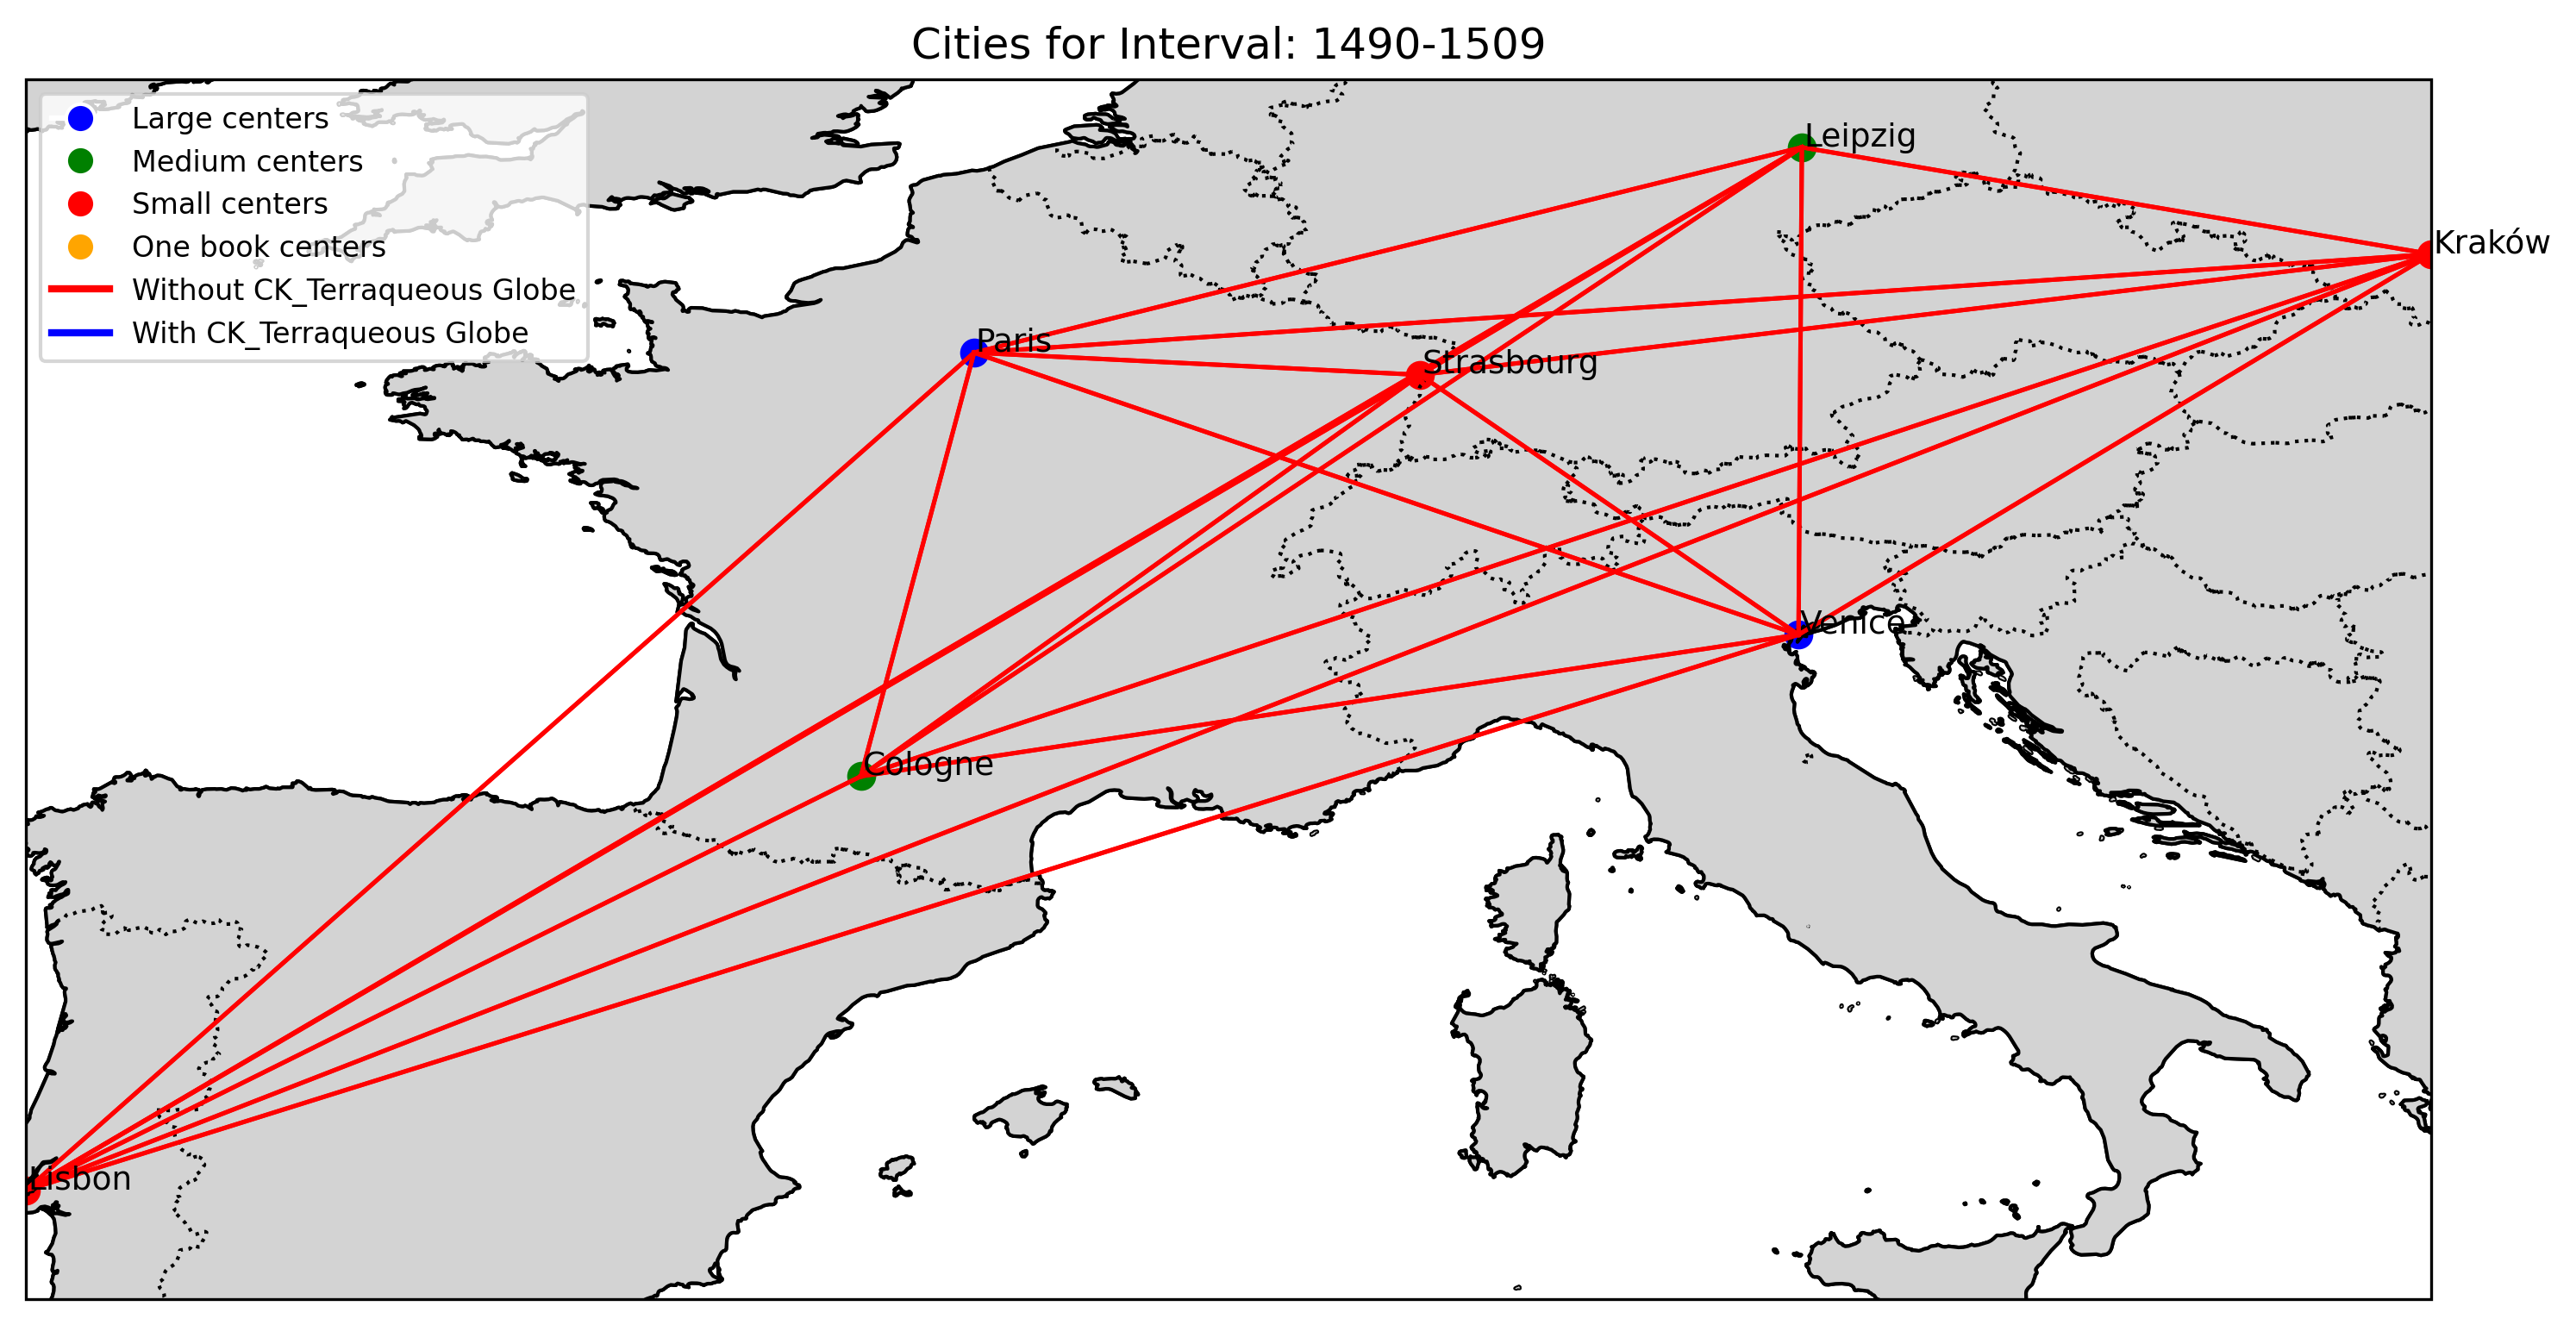 Cities for Interval: 1490-1509
Large centers
Medium centers
Small centers
One book centers
Without CK_Terraqueous Globe
With CK_Terraqueous Globe
Leipzig
Kraków
Paris
Strasbourg
Venice
Cologne
Lisbon